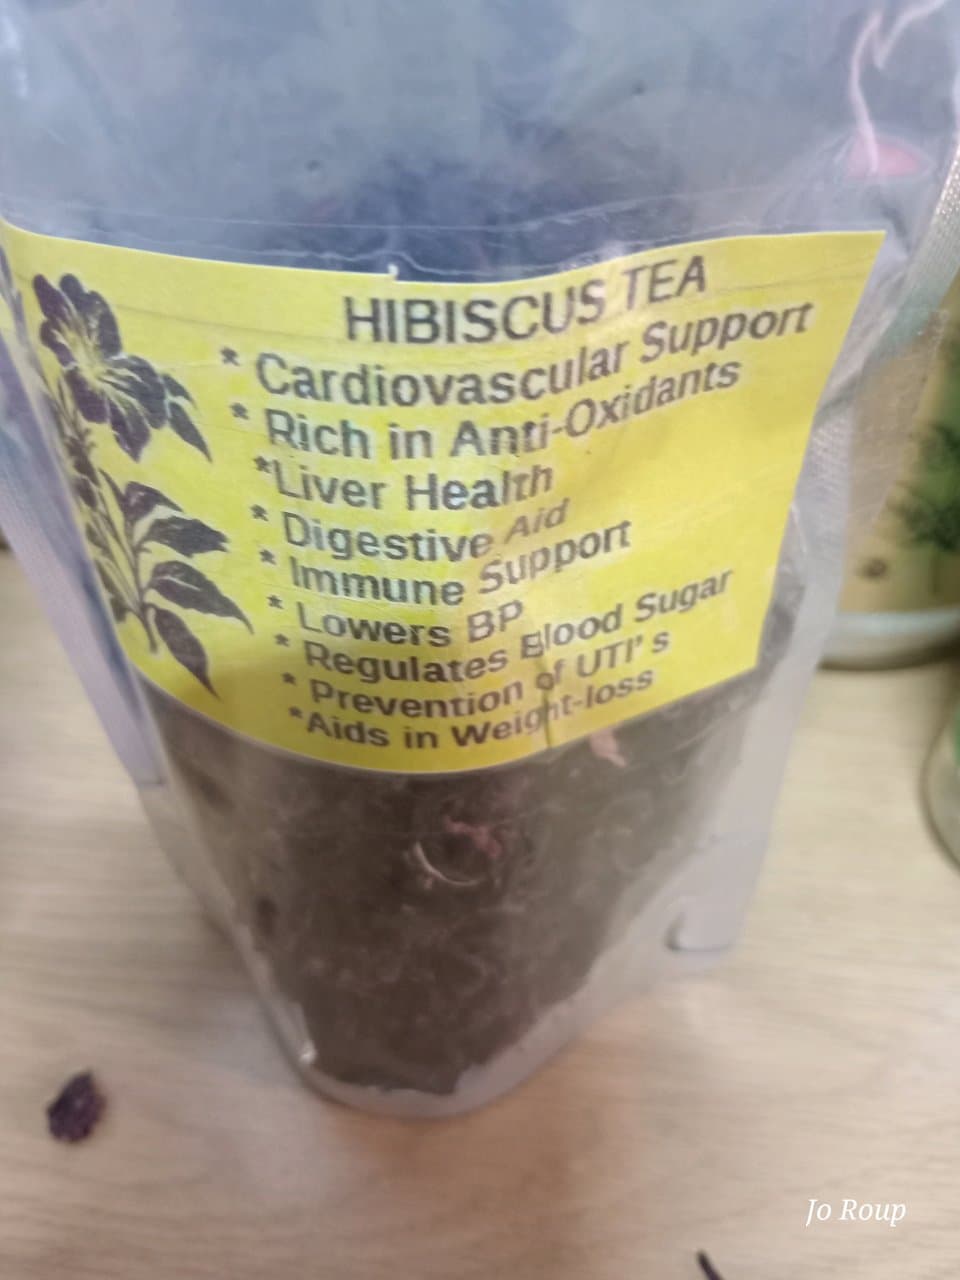 HIBISCUS TEA
* Cardiovascular Support
* Rich in Anti-Oxidants
*Liver Health
* Digestive Aid
* Immune Support
* Lowers BP
* Regulates Blood Sugar
* Prevention of UTI's
*Aids in Weight-loss
Jo Roup